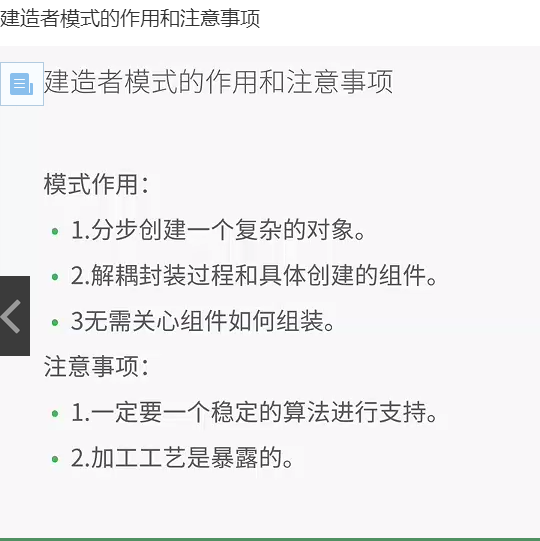 建造者模式的作用和注意事项
建造者模式的作用和注意事项
模式作用：
1.分步创建一个复杂的对象。
2.解耦封装过程和具体创建的组件。
3无需关心组件如何组装。
注意事项：
1.一定要一个稳定的算法进行支持。
2.加工工艺是暴露的。